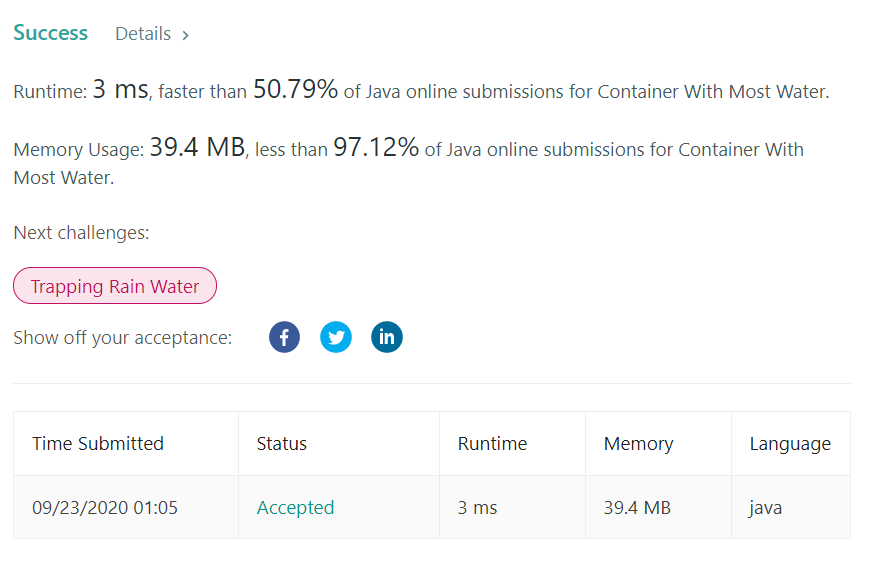 Success Details >
Runtime: 3 ms, faster than 50.79% of Java online submissions for Container With Most Water.
Memory Usage: 39.4 MB, less than 97.12% of Java online submissions for Container With
Most Water.
Next challenges:
Trapping Rain Water
Show off your acceptance: f in
Time Submitted Status Runtime Memory Language
09/23/2020 01:05 Accepted 3 ms 39.4 MB java